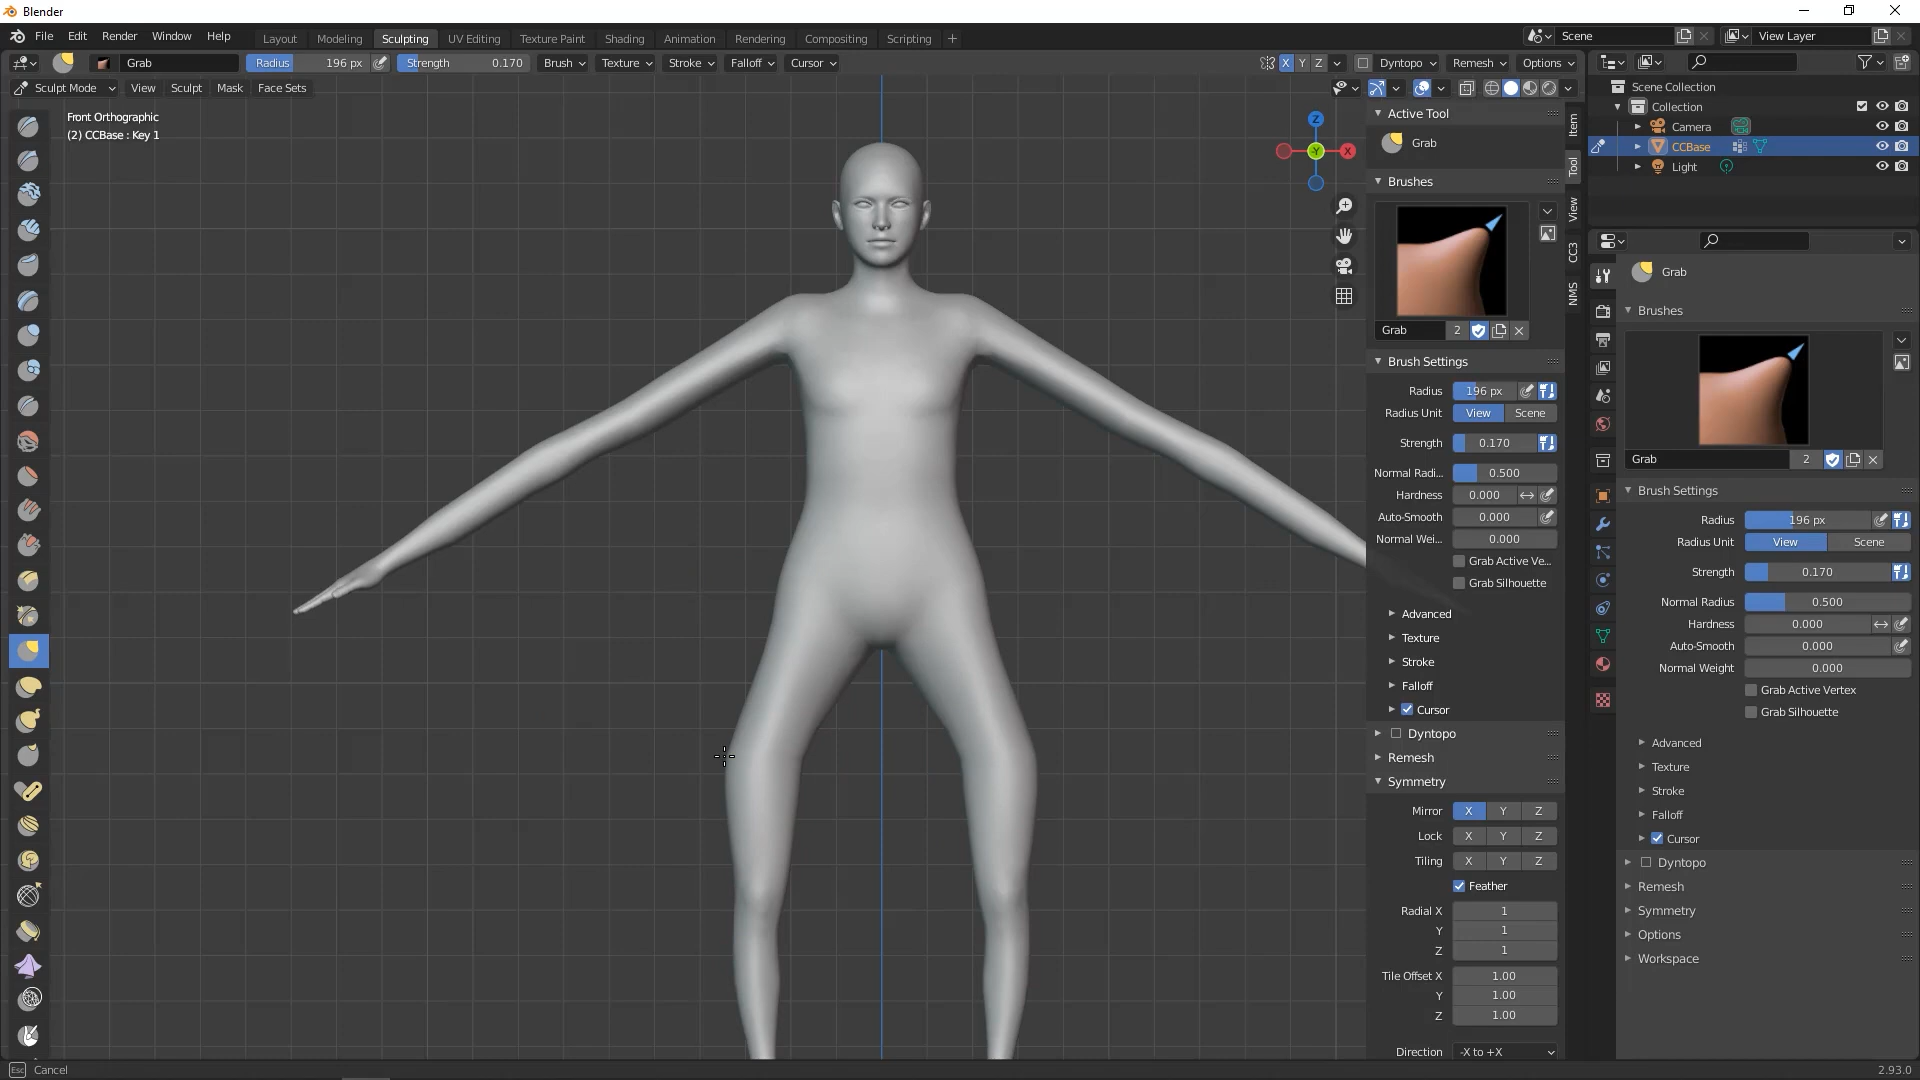 Blender
File Edit Render Window Help Layout Modeling Sculpting UV Editing Texture Paint Shading Animation Rendering Compositing Scripting + Scene View Layer
Grab Radius 196 px Strength 0.170 Brush Texture Stroke Falloff Cursor X Y Z Dyntopo Remesh Options
Sculpt Mode View Sculpt Mask Face Sets
Front Orthographic
(2) CCBase : Key 1
Z
Y
X
Active Tool
Grab
Brushes
Grab 2
Brush Settings
Radius 196 px
Radius Unit View Scene
Strength 0.170
Normal Radi... 0.500
Hardness 0.000
Auto-Smooth 0.000
Normal Wei... 0.000
Grab Active Ve...
Grab Silhouette
Advanced
Texture
Stroke
Falloff
Cursor
Dyntopo
Remesh
Symmetry
Mirror X Y Z
Lock X Y Z
Tiling X Y Z
Feather
Radial X 1
Y 1
Z 1
Tile Offset X 1.00
Y 1.00
Z 1.00
Direction -X to +X
Item
Tool
View
CC3
NMS
Scene Collection
Collection
Camera
CCBase
Light
Grab
Brushes
Grab 2
Brush Settings
Radius 196 px
Radius Unit View Scene
Strength 0.170
Normal Radius 0.500
Hardness 0.000
Auto-Smooth 0.000
Normal Weight 0.000
Grab Active Vertex
Grab Silhouette
Advanced
Texture
Stroke
Falloff
Cursor
Dyntopo
Remesh
Symmetry
Options
Workspace
Esc Cancel
2.93.0